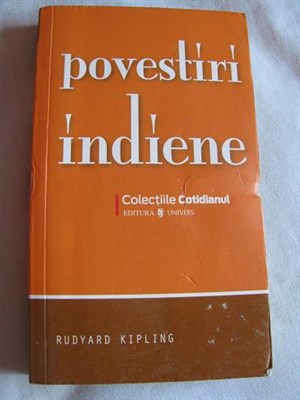 povestiri
indiene
Colecțiile Cotidianul
EDITURA UNIVERS
RUDYARD KIPLING